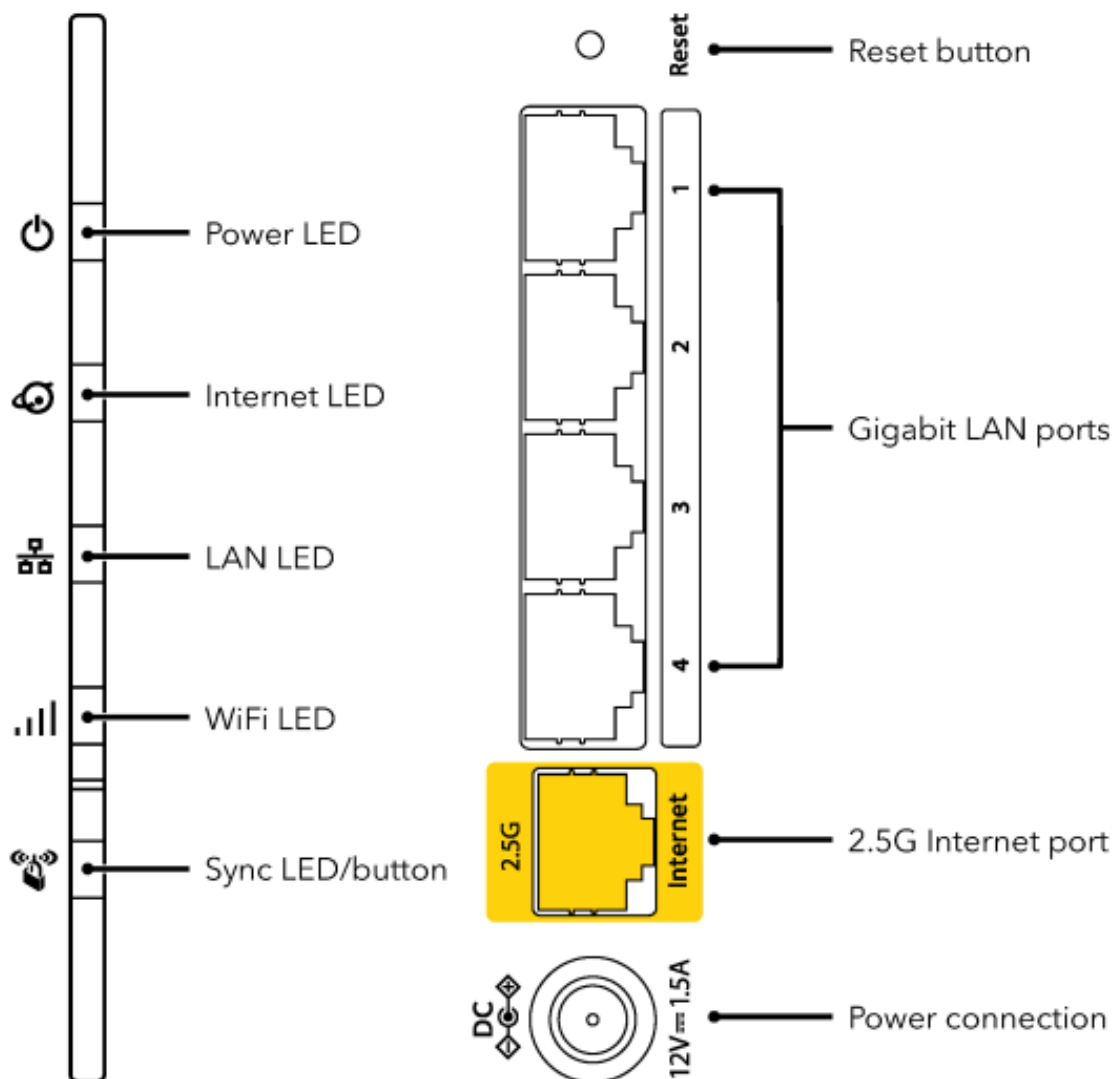 Power LED
Internet LED
LAN LED
WiFi LED
Sync LED/button
Reset
Reset button
1
2
3
4
Gigabit LAN ports
2.5G
Internet
2.5G Internet port
DC
12V⎓1.5A
Power connection